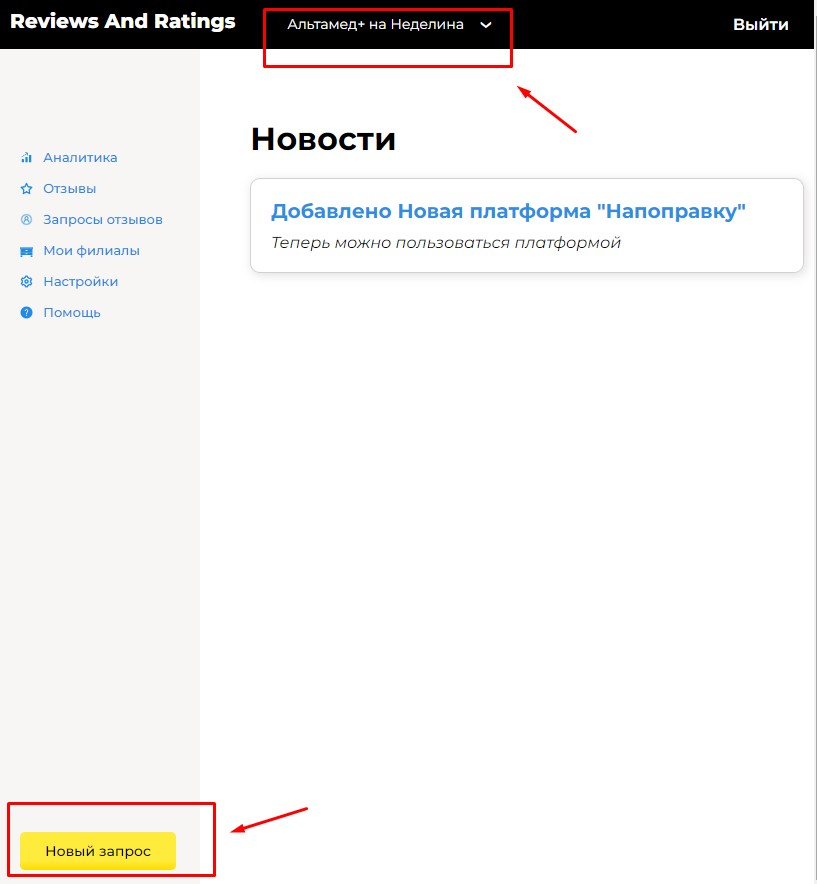 Reviews And Ratings
Альтамед+ на Неделина
Выйти
Аналитика
Отзывы
Запросы отзывов
Мои филиалы
Настройки
Помощь
Новости
Добавлено Новая платформа "Напоправку"
Теперь можно пользоваться платформой
Новый запрос